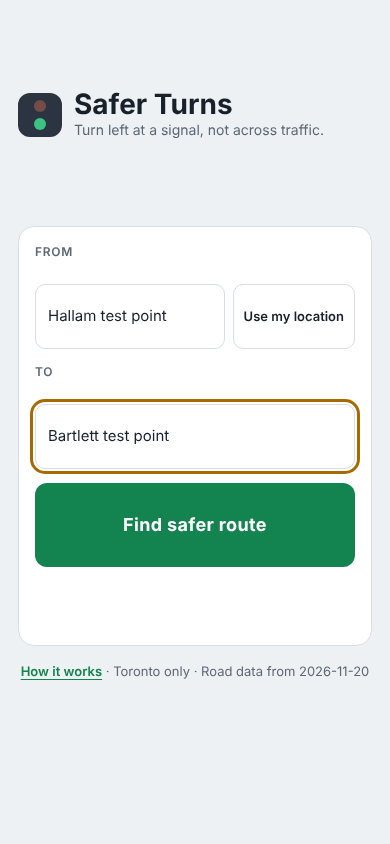 Safer Turns
Turn left at a signal, not across traffic.
FROM
Hallam test point
Use my location
TO
Bartlett test point
Find safer route
How it works · Toronto only · Road data from 2026-11-20